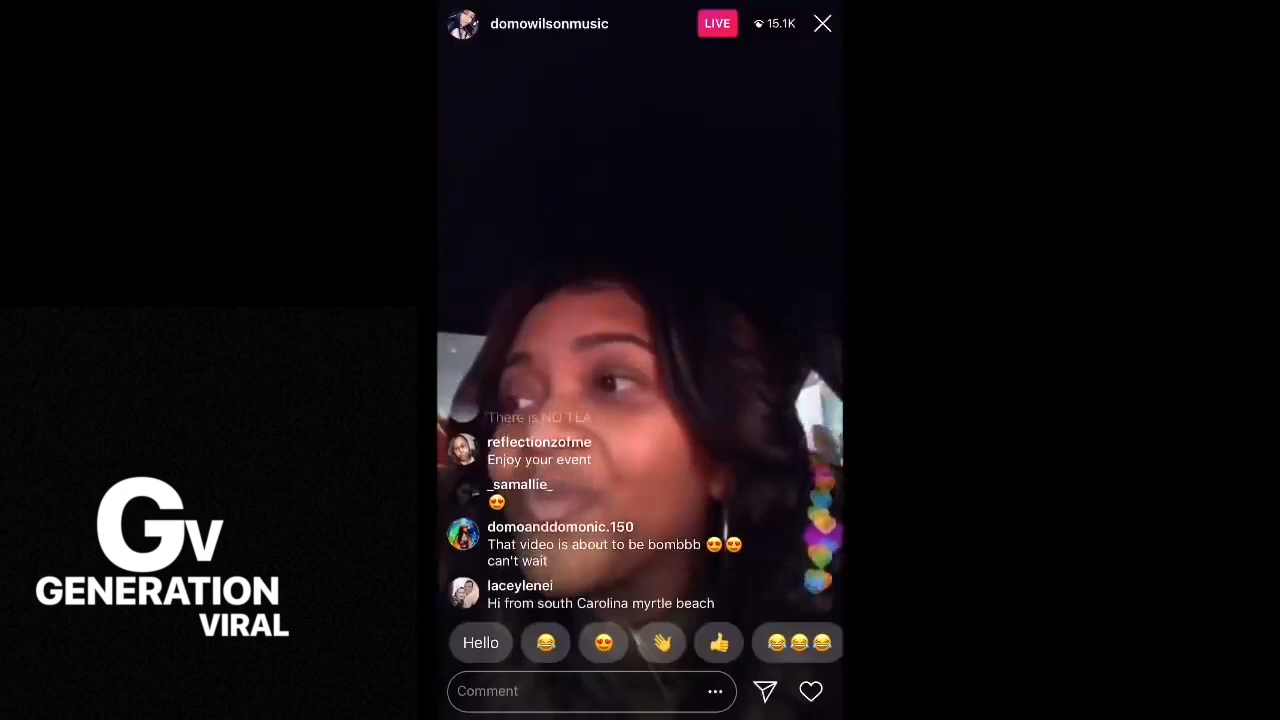 domowilsonmusic
LIVE
15.1K
There is NO TEA
reflectionzofme
Enjoy your event
_samallie_
domoanddomonic.150
That video is about to be bombbb
can't wait
laceylenei
Hi from south Carolina myrtle beach
Hello
Comment
GV
GENERATION
VIRAL